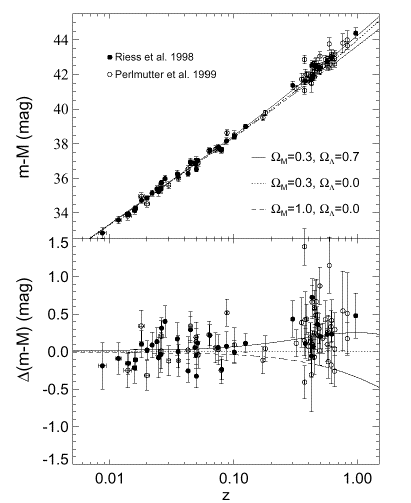 44
42
40
38
36
34
m-M (mag)
Riess et al. 1998
Perlmutter et al. 1999
Ω_M=0.3, Ω_Λ=0.7
Ω_M=0.3, Ω_Λ=0.0
Ω_M=1.0, Ω_Λ=0.0
1.5
1.0
0.5
0.0
-0.5
-1.0
-1.5
Δ(m-M) (mag)
0.01 0.10 1.00
z